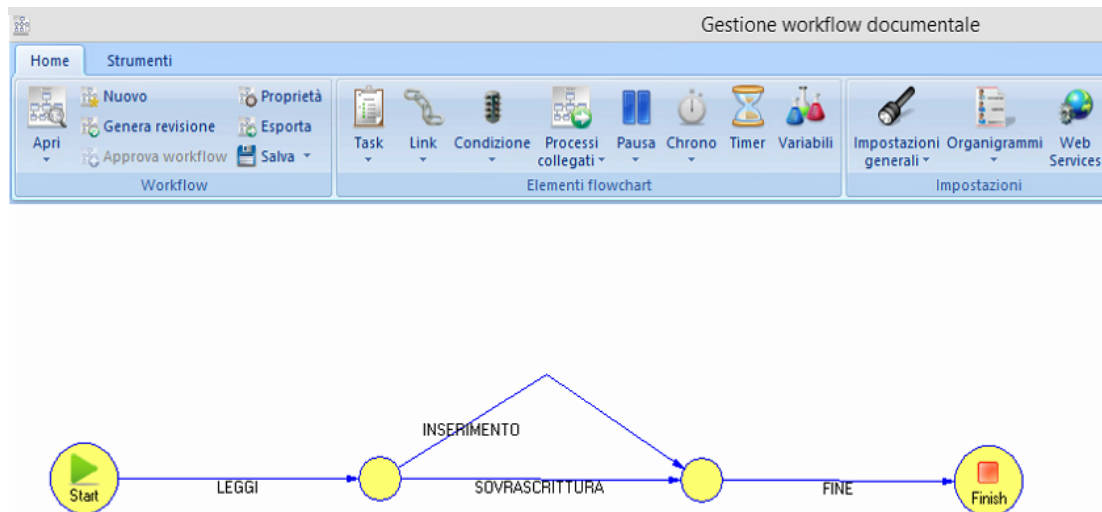 Gestione workflow documentale
Home Strumenti
Nuovo Proprietà
Genera revisione Esporta
Apri Approva workflow Salva
Task Link Condizione Processi collegati Pausa Chrono Timer Variabili
Impostazioni generali Organigrammi Web Services
Workflow Elementi flowchart Impostazioni
INSERIMENTO
Start LEGGI SOVRASCRITTURA FINE Finish